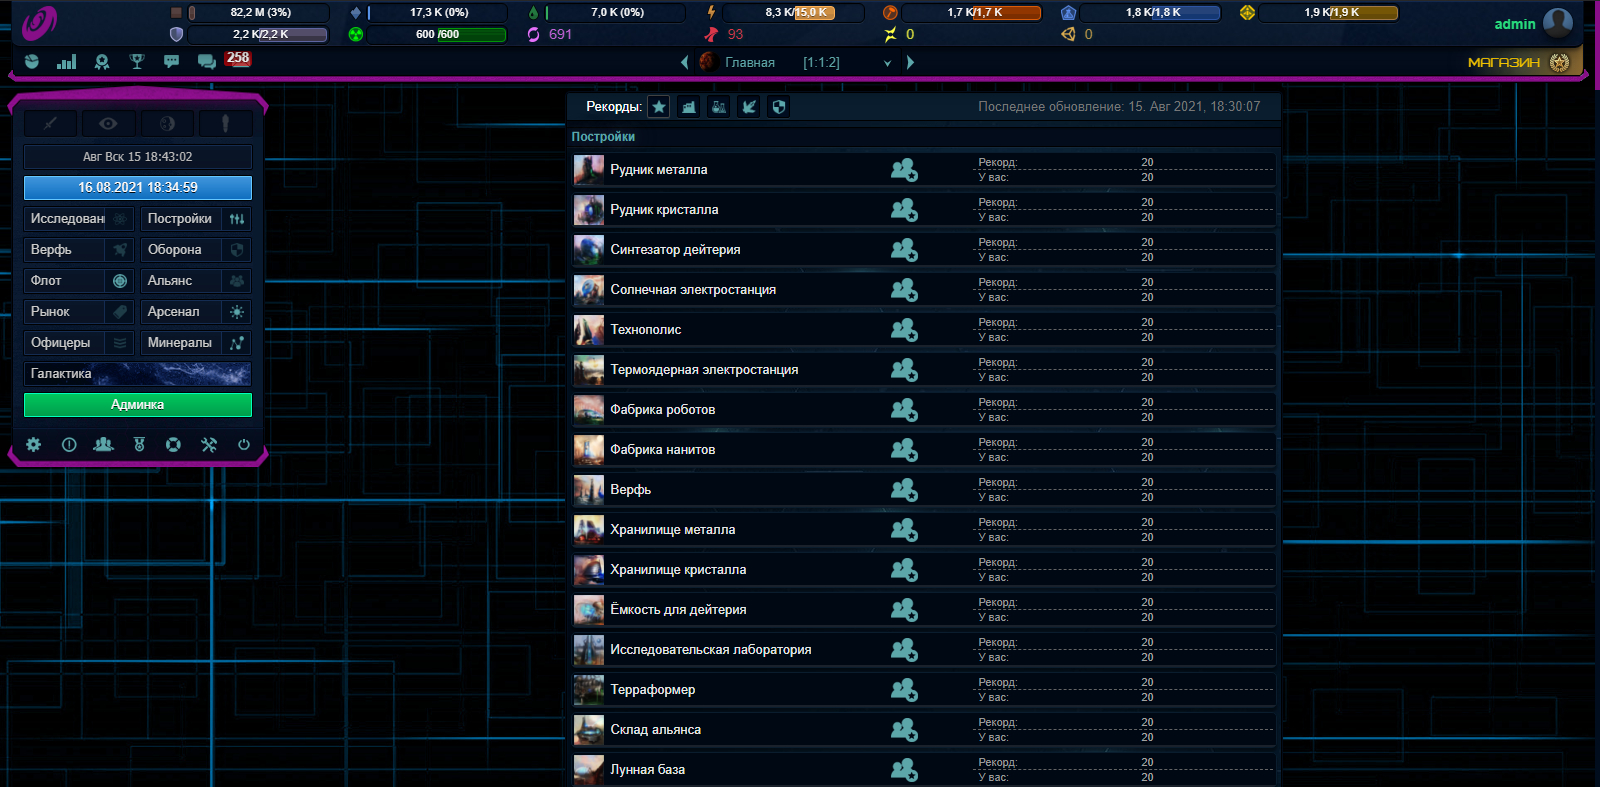 82,2 M (3%) 17,3 K (0%) 7,0 K (0%) 8,3 K/15,0 K 1,7 K/1,7 K 1,8 K/1,8 K 1,9 K/1,9 K
2,2 K/2,2 K 600 /600 691 93 0 0
admin
258
Главная [1:1:2]
МАГАЗИН
Авг Вск 15 18:43:02
16.08.2021 18:34:59
Исследован Постройки
Верфь Оборона
Флот Альянс
Рынок Арсенал
Офицеры Минералы
Галактика
Админка
Рекорды: Последнее обновление: 15. Авг 2021, 18:30:07
Постройки
Рудник металла
Рекорд: 20
У вас: 20
Рудник кристалла
Рекорд: 20
У вас: 20
Синтезатор дейтерия
Рекорд: 20
У вас: 20
Солнечная электростанция
Рекорд: 20
У вас: 20
Технополис
Рекорд: 20
У вас: 20
Термоядерная электростанция
Рекорд: 20
У вас: 20
Фабрика роботов
Рекорд: 20
У вас: 20
Фабрика нанитов
Рекорд: 20
У вас: 20
Верфь
Рекорд: 20
У вас: 20
Хранилище металла
Рекорд: 20
У вас: 20
Хранилище кристалла
Рекорд: 20
У вас: 20
Ёмкость для дейтерия
Рекорд: 20
У вас: 20
Исследовательская лаборатория
Рекорд: 20
У вас: 20
Терраформер
Рекорд: 20
У вас: 20
Склад альянса
Рекорд: 20
У вас: 20
Лунная база
Рекорд: 20
У вас: 20